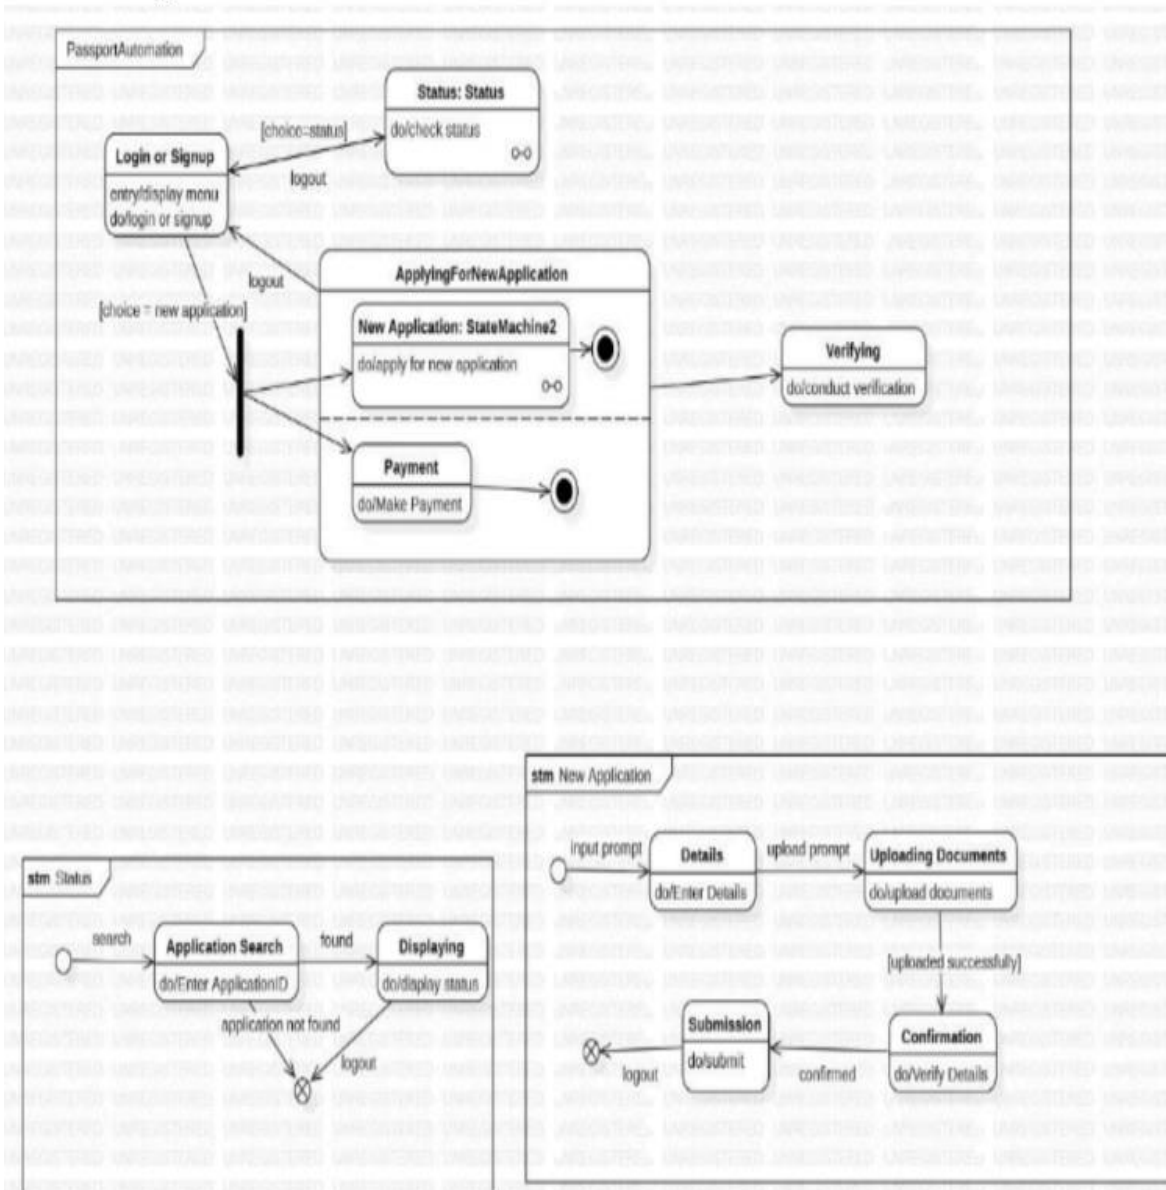 PassportAutomation
Status: Status
do/check status
[choice=status]
logout
Login or Signup
entry/display menu
do/login or signup
logout
[choice = new application]
ApplyingForNewApplication
New Application: StateMachine2
do/apply for new application
Verifying
do/conduct verification
Payment
do/Make Payment
stm New Application
input prompt
Details
do/Enter Details
upload prompt
Uploading Documents
do/upload documents
[uploaded successfully]
Confirmation
do/Verify Details
confirmed
Submission
do/submit
logout
stm Status
search
Application Search
do/Enter ApplicationID
found
Displaying
do/display status
application not found
logout